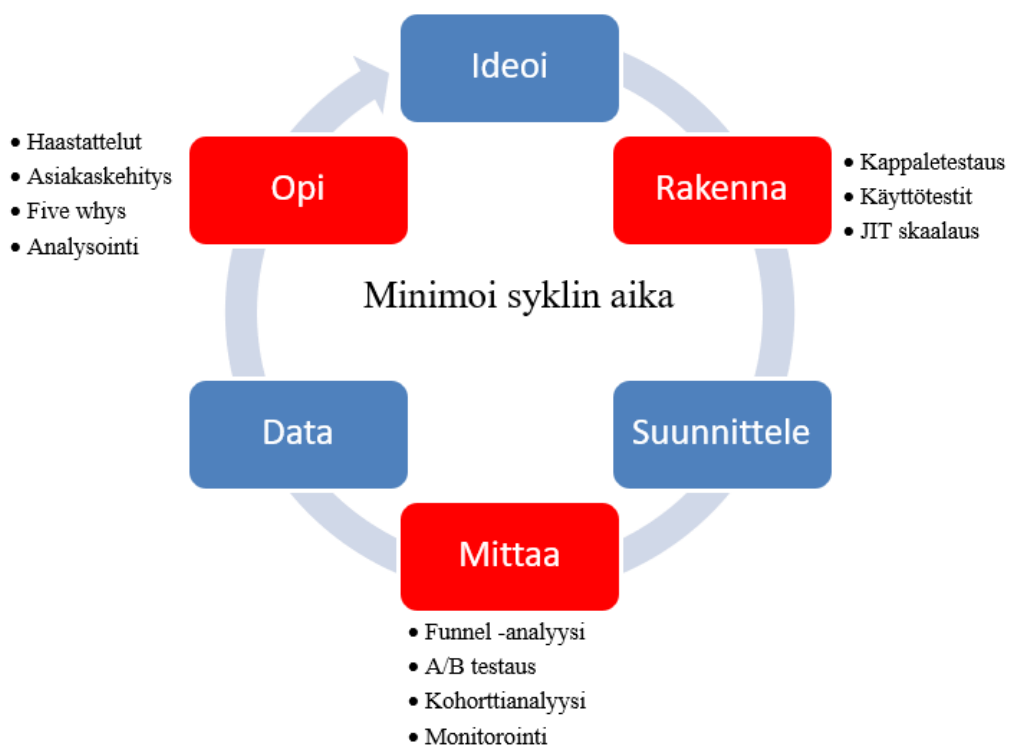 Ideoi
Rakenna
• Kappaletestaus
• Käyttötestit
• JIT skaalaus
Suunnittele
Mittaa
• Funnel -analyysi
• A/B testaus
• Kohorttianalyysi
• Monitorointi
Data
Opi
• Haastattelut
• Asiakaskehitys
• Five whys
• Analysointi
Minimoi syklin aika